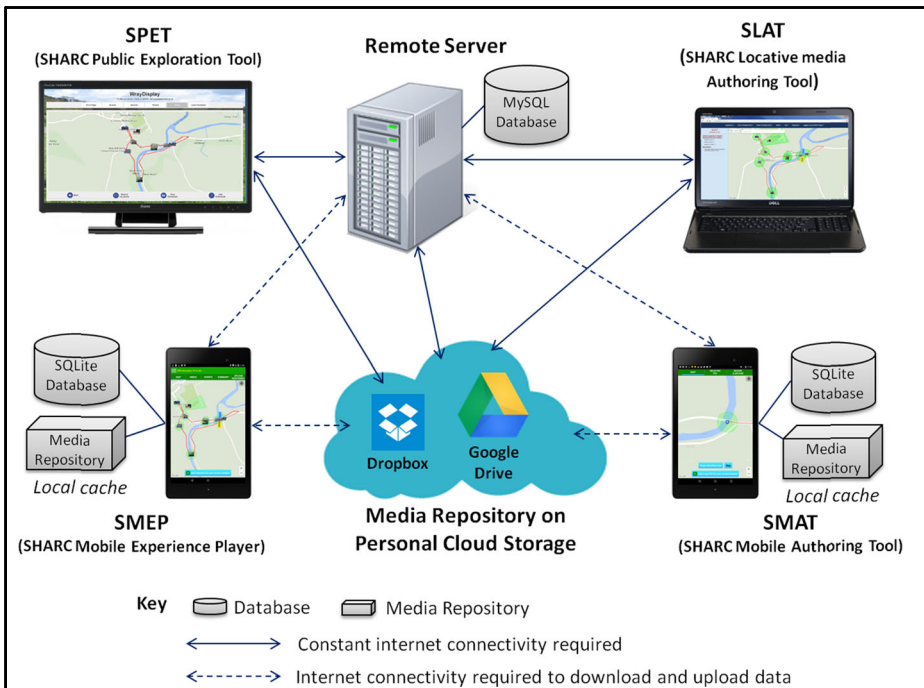 SPET
(SHARC Public Exploration Tool)
Remote Server
SLAT
(SHARC Locative media
Authoring Tool)
WrayDisplay
MySQL
Database
DELL
SQLite
Database
Media
Repository
Local cache
SMEP
(SHARC Mobile Experience Player)
Dropbox
Google
Drive
Media Repository on
Personal Cloud Storage
SQLite
Database
Media
Repository
Local cache
SMAT
(SHARC Mobile Authoring Tool)
Key
Database
Media Repository
Constant internet connectivity required
Internet connectivity required to download and upload data